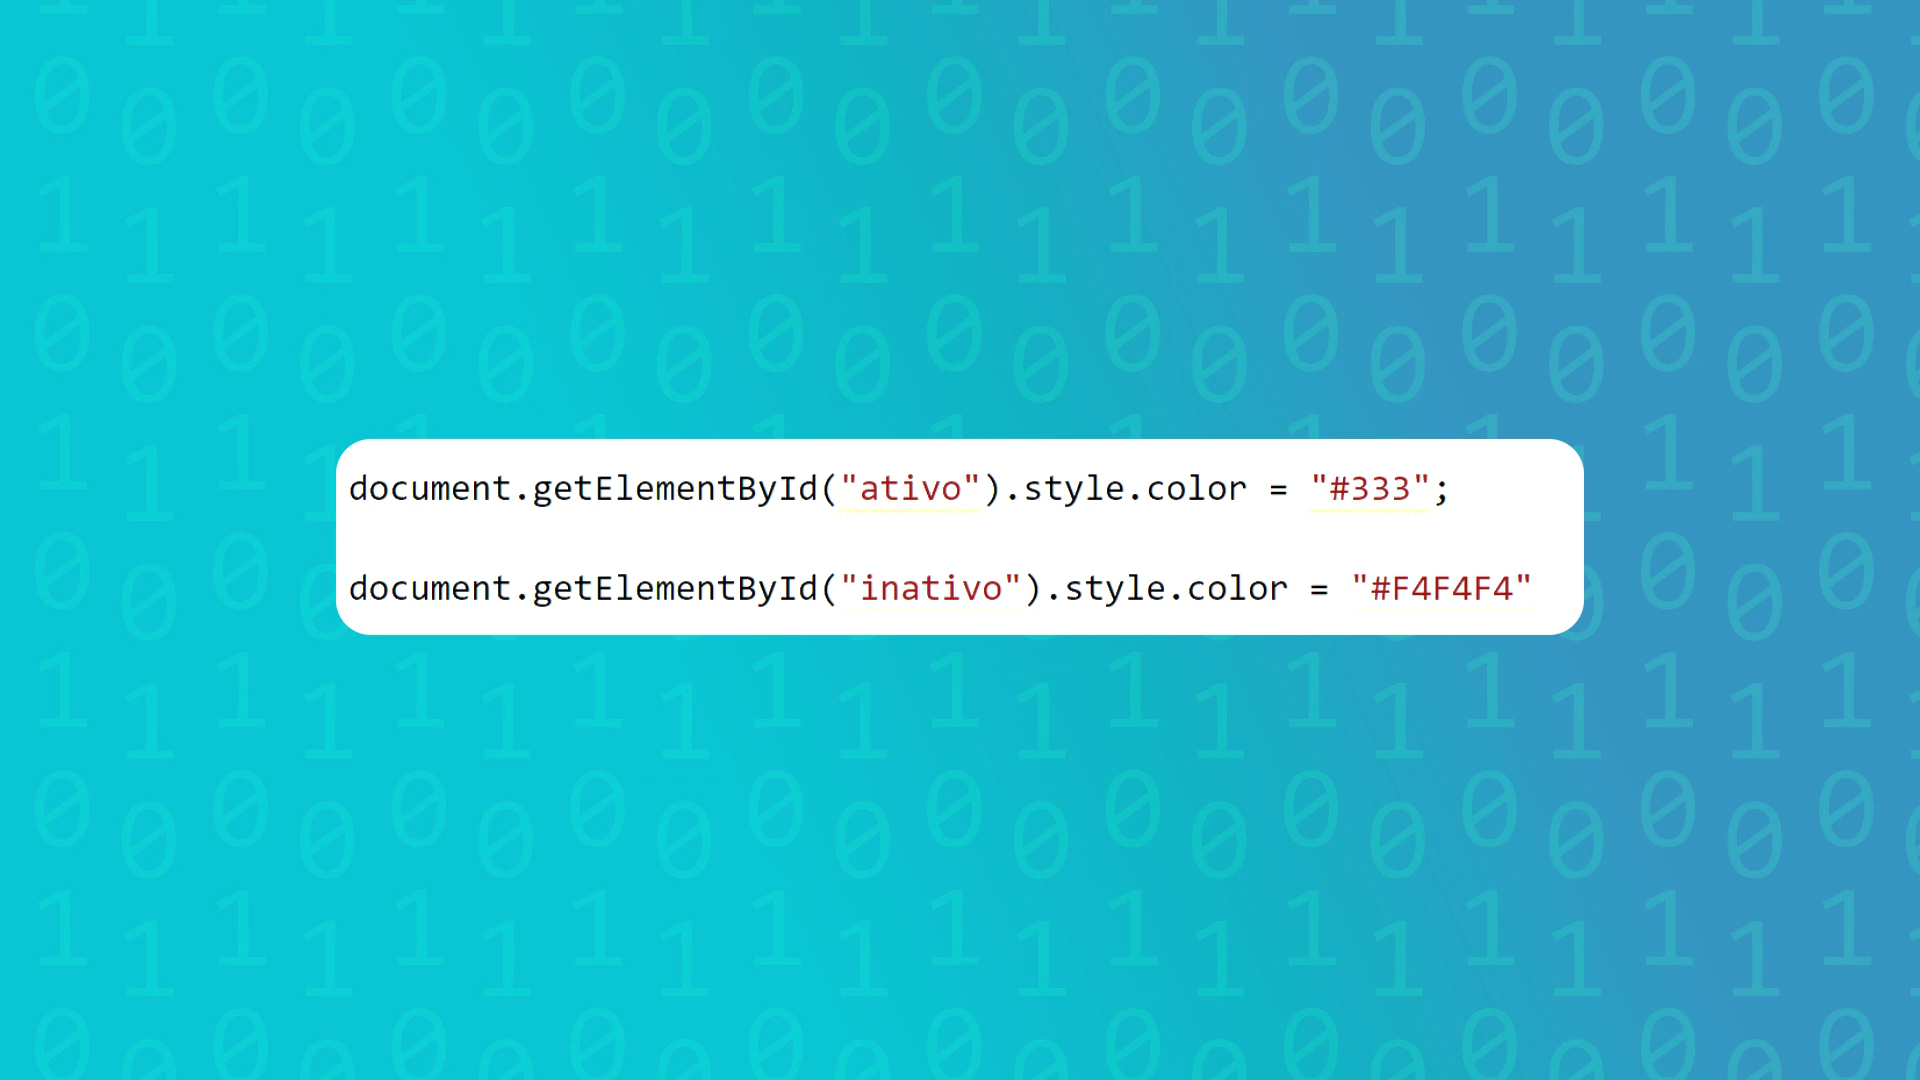 document.getElementById("ativo").style.color = "#333";
document.getElementById("inativo").style.color = "#F4F4F4"